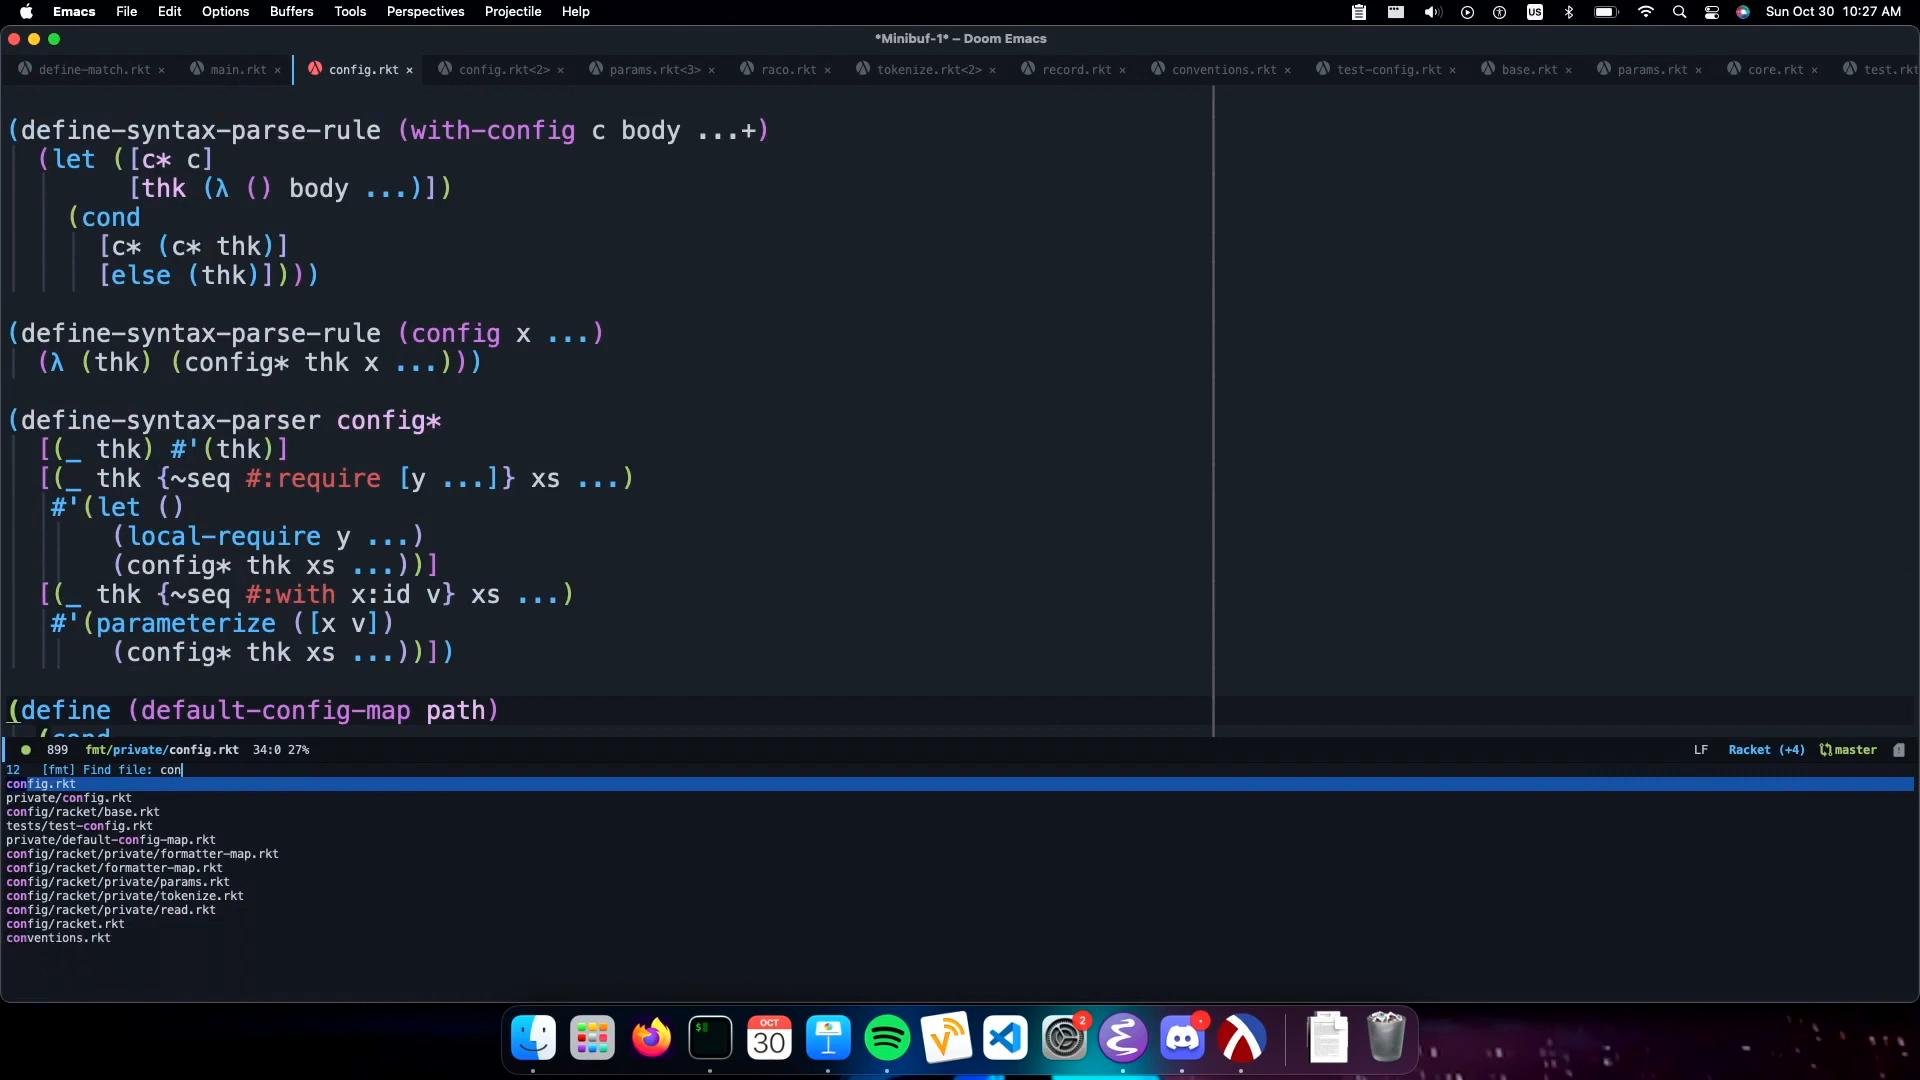 Emacs File Edit Options Buffers Tools Perspectives Projectile Help US Sun Oct 30 10:27 AM
*Minibuf-1* – Doom Emacs
define-match.rkt × main.rkt × config.rkt × config.rkt<2> × params.rkt<3> × raco.rkt × tokenize.rkt<2> × record.rkt × conventions.rkt × test-config.rkt × base.rkt × params.rkt × core.rkt × test.rkt
(define-syntax-parse-rule (with-config c body ...+)
(let ([c* c]
[thk (λ () body ...)])
(cond
[c* (c* thk)]
[else (thk)])))
(define-syntax-parse-rule (config x ...)
(λ (thk) (config* thk x ...)))
(define-syntax-parser config*
[(_ thk) #'(thk)]
[(_ thk {~seq #:require [y ...]} xs ...)
#'(let ()
(local-require y ...)
(config* thk xs ...))]
[(_ thk {~seq #:with x:id v} xs ...)
#'(parameterize ([x v])
(config* thk xs ...))])
(define (default-config-map path)
(cond
899 fmt/private/config.rkt 34:0 27% LF Racket (+4) master
12 [fmt] Find file: con
config.rkt
private/config.rkt
config/racket/base.rkt
tests/test-config.rkt
private/default-config-map.rkt
config/racket/private/formatter-map.rkt
config/racket/formatter-map.rkt
config/racket/private/params.rkt
config/racket/private/tokenize.rkt
config/racket/private/read.rkt
config/racket.rkt
conventions.rkt
OCT
30
2